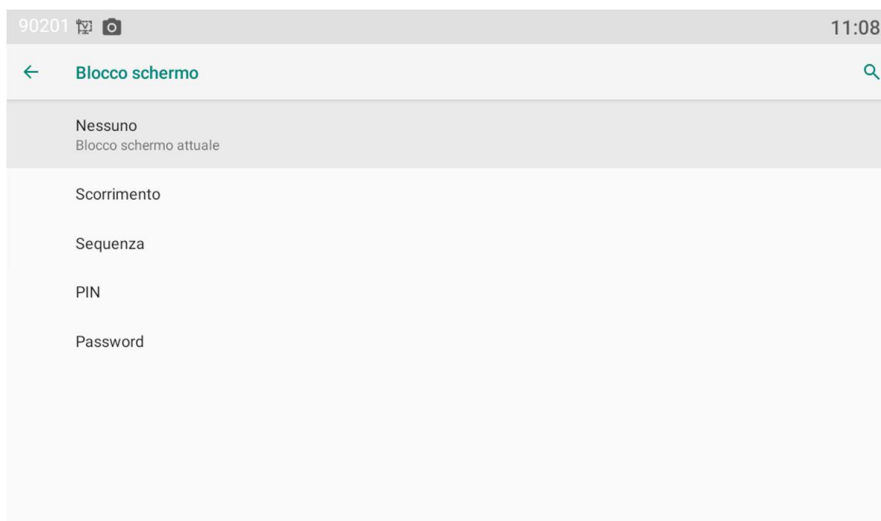 90201 11:08
Blocco schermo
Nessuno
Blocco schermo attuale
Scorrimento
Sequenza
PIN
Password